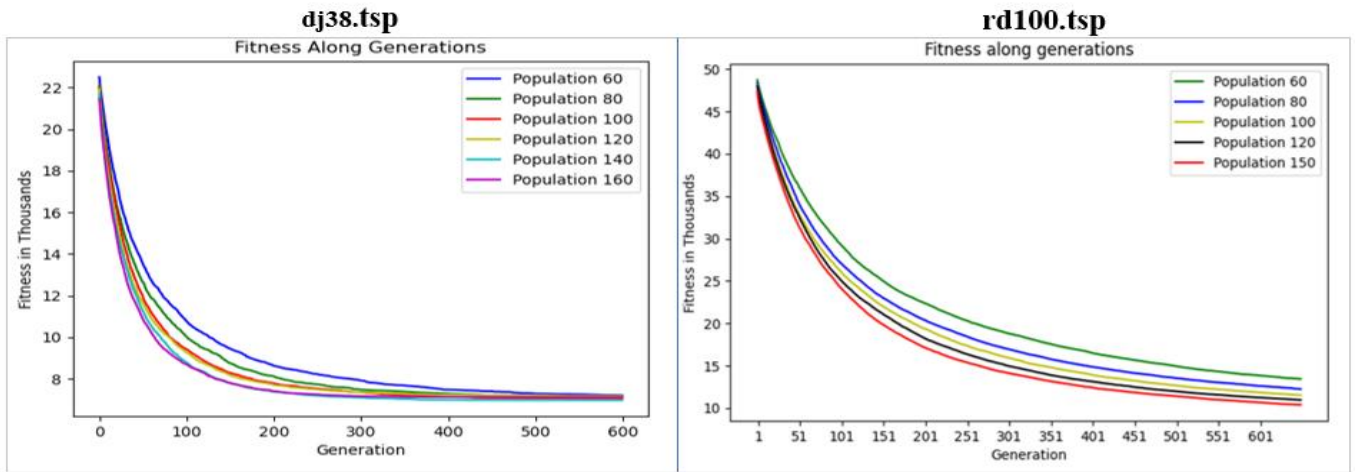 dj38.tsp
Fitness Along Generations
Fitness in Thousands
22
20
18
16
14
12
10
8
Population 60
Population 80
Population 100
Population 120
Population 140
Population 160
0 100 200 300 400 500 600
Generation
rd100.tsp
Fitness along generations
Fitness in Thousands
50
45
40
35
30
25
20
15
10
Population 60
Population 80
Population 100
Population 120
Population 150
1 51 101 151 201 251 301 351 401 451 501 551 601
Generation